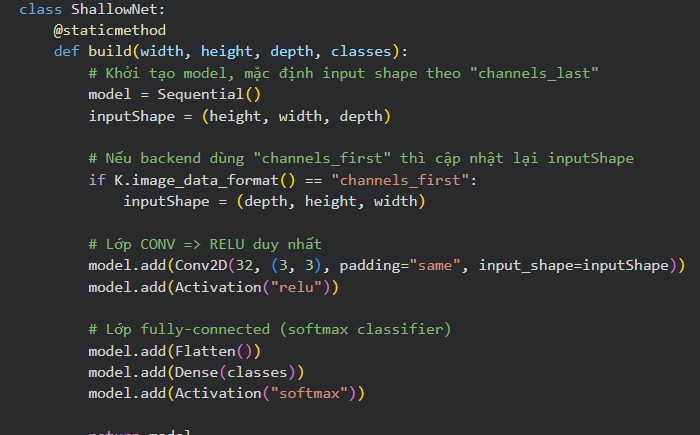 class ShallowNet:
    @staticmethod
    def build(width, height, depth, classes):
        # Khởi tạo model, mặc định input shape theo "channels_last"
        model = Sequential()
        inputShape = (height, width, depth)

        # Nếu backend dùng "channels_first" thì cập nhật lại inputShape
        if K.image_data_format() == "channels_first":
            inputShape = (depth, height, width)

        # Lớp CONV => RELU duy nhất
        model.add(Conv2D(32, (3, 3), padding="same", input_shape=inputShape))
        model.add(Activation("relu"))

        # Lớp fully-connected (softmax classifier)
        model.add(Flatten())
        model.add(Dense(classes))
        model.add(Activation("softmax"))

        return model